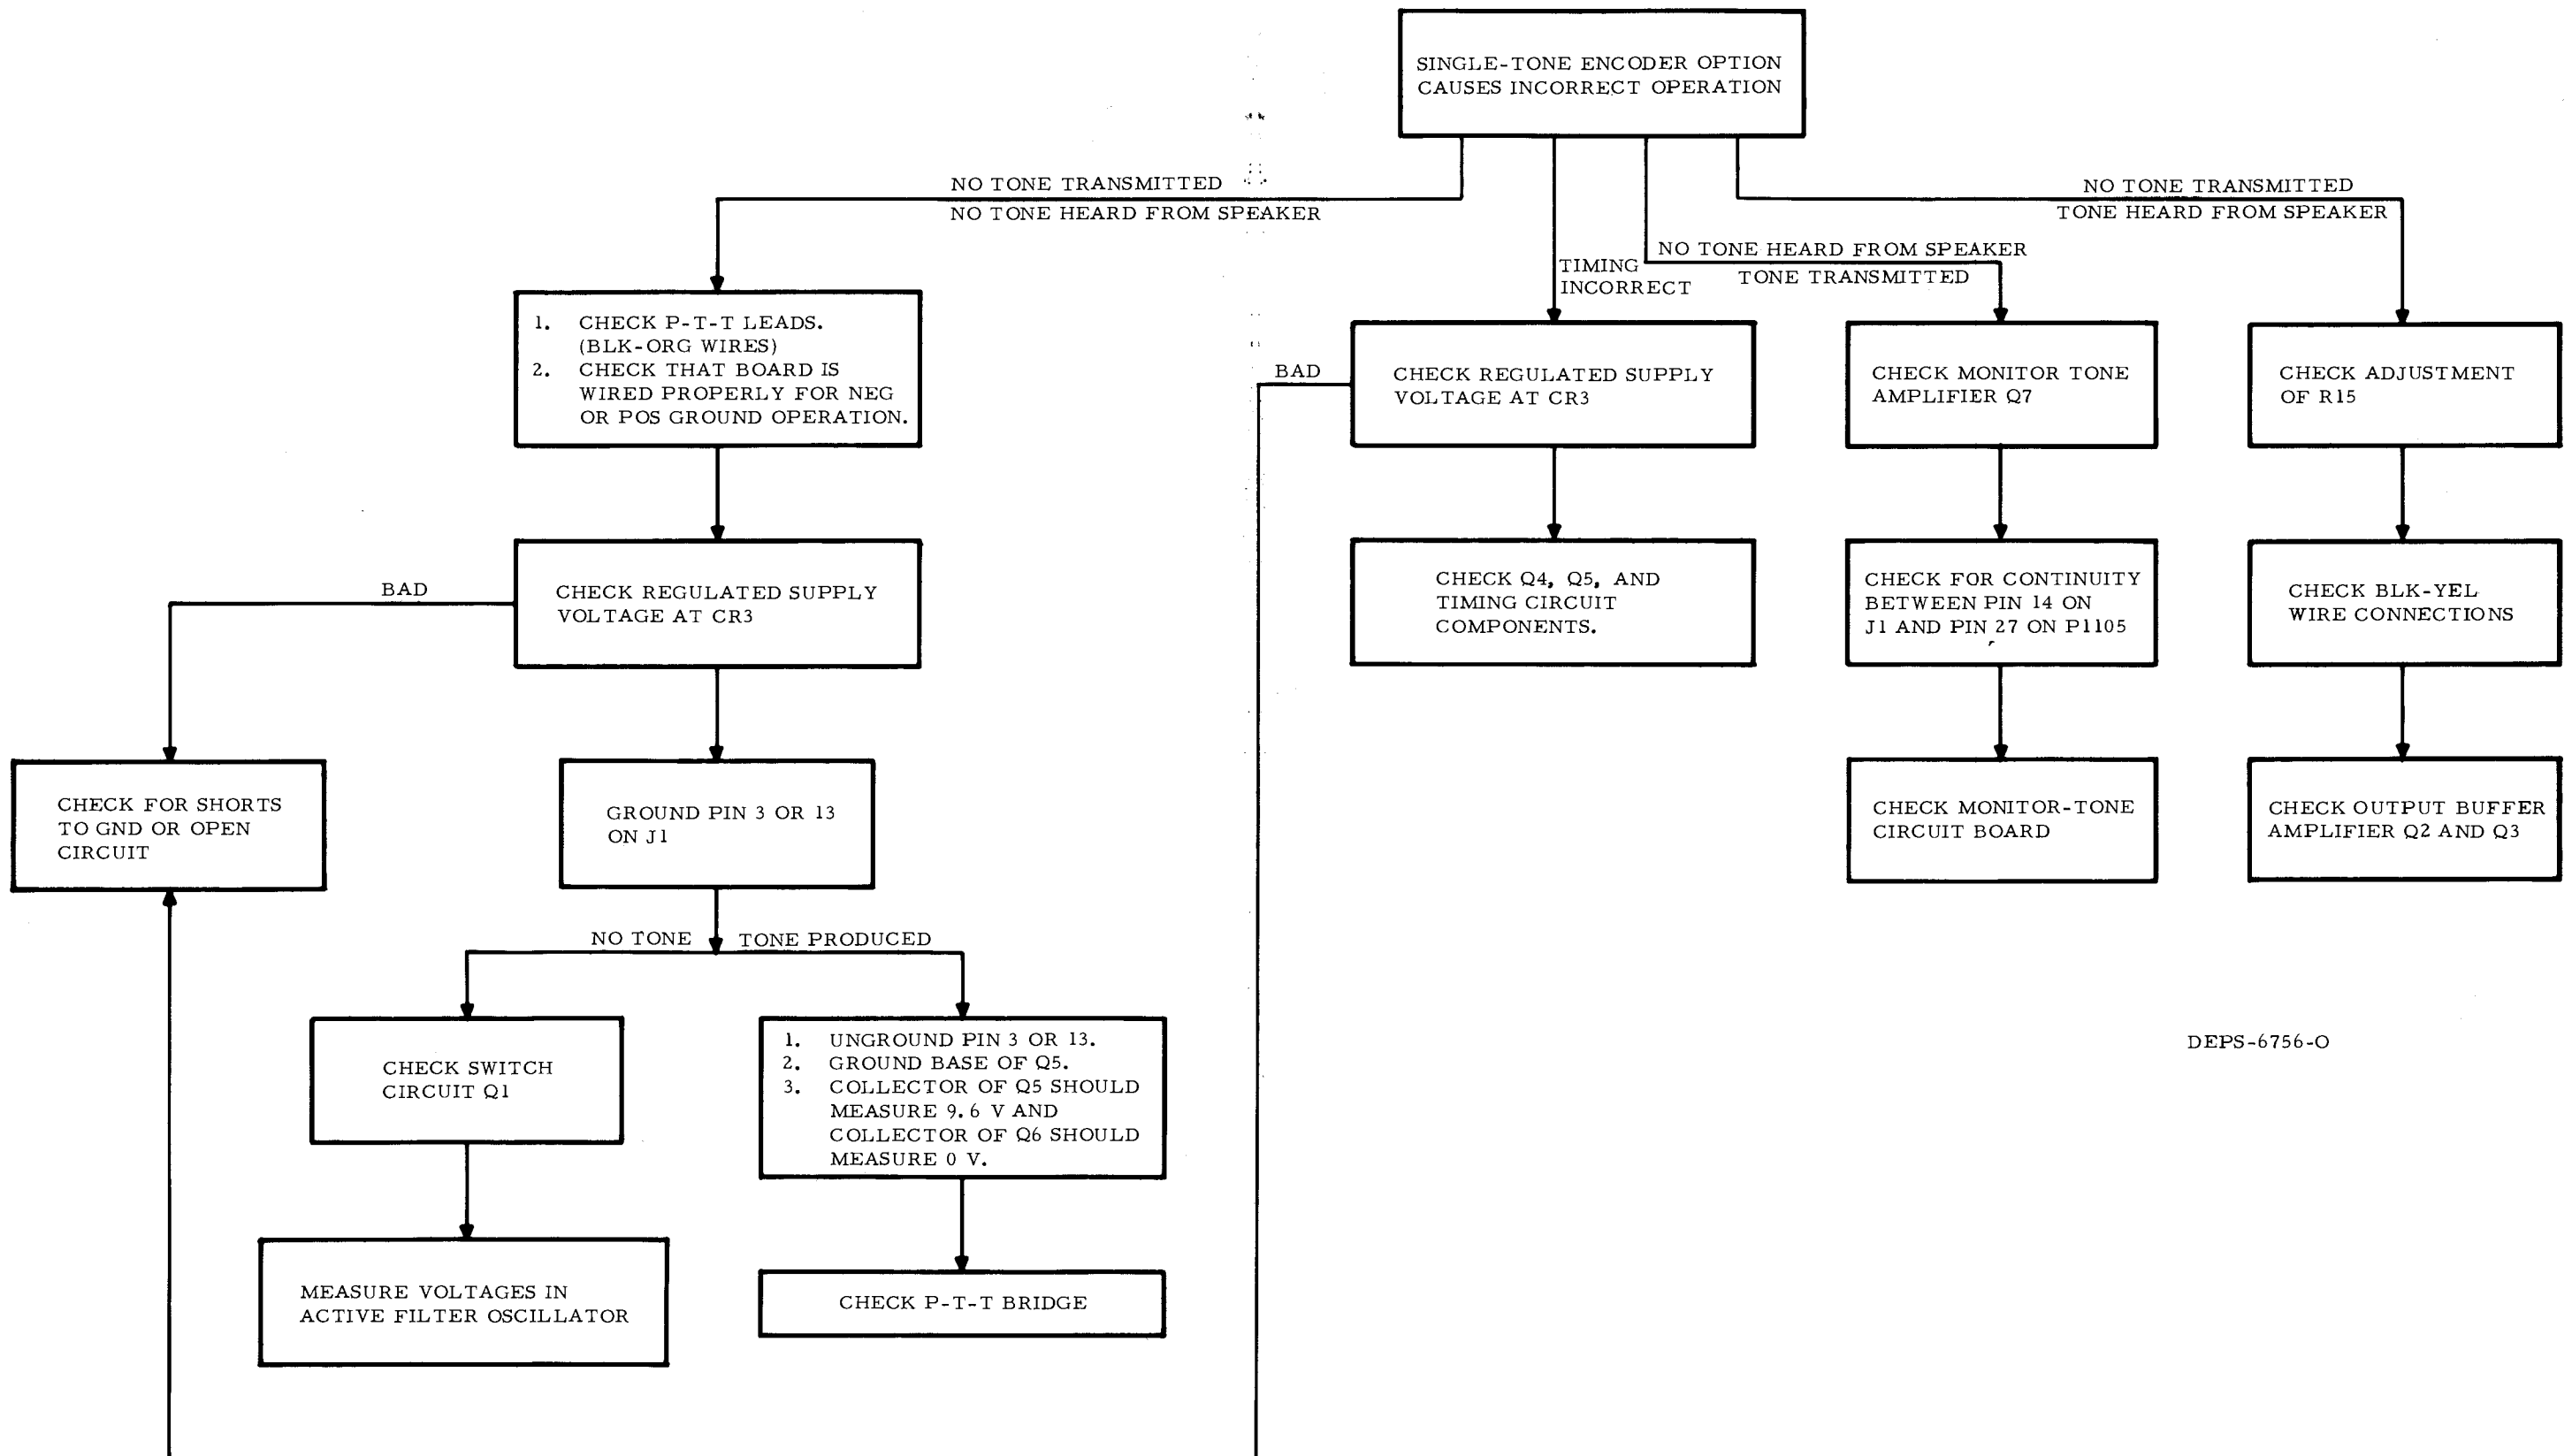 SINGLE-TONE ENCODER OPTION
CAUSES INCORRECT OPERATION
NO TONE TRANSMITTED
NO TONE HEARD FROM SPEAKER
TIMING
INCORRECT
NO TONE HEARD FROM SPEAKER
TONE TRANSMITTED
NO TONE TRANSMITTED
TONE HEARD FROM SPEAKER
1. CHECK P-T-T LEADS.
(BLK-ORG WIRES)
2. CHECK THAT BOARD IS
WIRED PROPERLY FOR NEG
OR POS GROUND OPERATION.
BAD
CHECK REGULATED SUPPLY
VOLTAGE AT CR3
CHECK MONITOR TONE
AMPLIFIER Q7
CHECK ADJUSTMENT
OF R15
BAD
CHECK REGULATED SUPPLY
VOLTAGE AT CR3
CHECK Q4, Q5, AND
TIMING CIRCUIT
COMPONENTS.
CHECK FOR CONTINUITY
BETWEEN PIN 14 ON
J1 AND PIN 27 ON P1105
CHECK BLK-YEL
WIRE CONNECTIONS
CHECK FOR SHORTS
TO GND OR OPEN
CIRCUIT
GROUND PIN 3 OR 13
ON J1
CHECK MONITOR-TONE
CIRCUIT BOARD
CHECK OUTPUT BUFFER
AMPLIFIER Q2 AND Q3
NO TONE
TONE PRODUCED
CHECK SWITCH
CIRCUIT Q1
1. UNGROUND PIN 3 OR 13.
2. GROUND BASE OF Q5.
3. COLLECTOR OF Q5 SHOULD
MEASURE 9.6 V AND
COLLECTOR OF Q6 SHOULD
MEASURE 0 V.
DEPS-6756-O
MEASURE VOLTAGES IN
ACTIVE FILTER OSCILLATOR
CHECK P-T-T BRIDGE